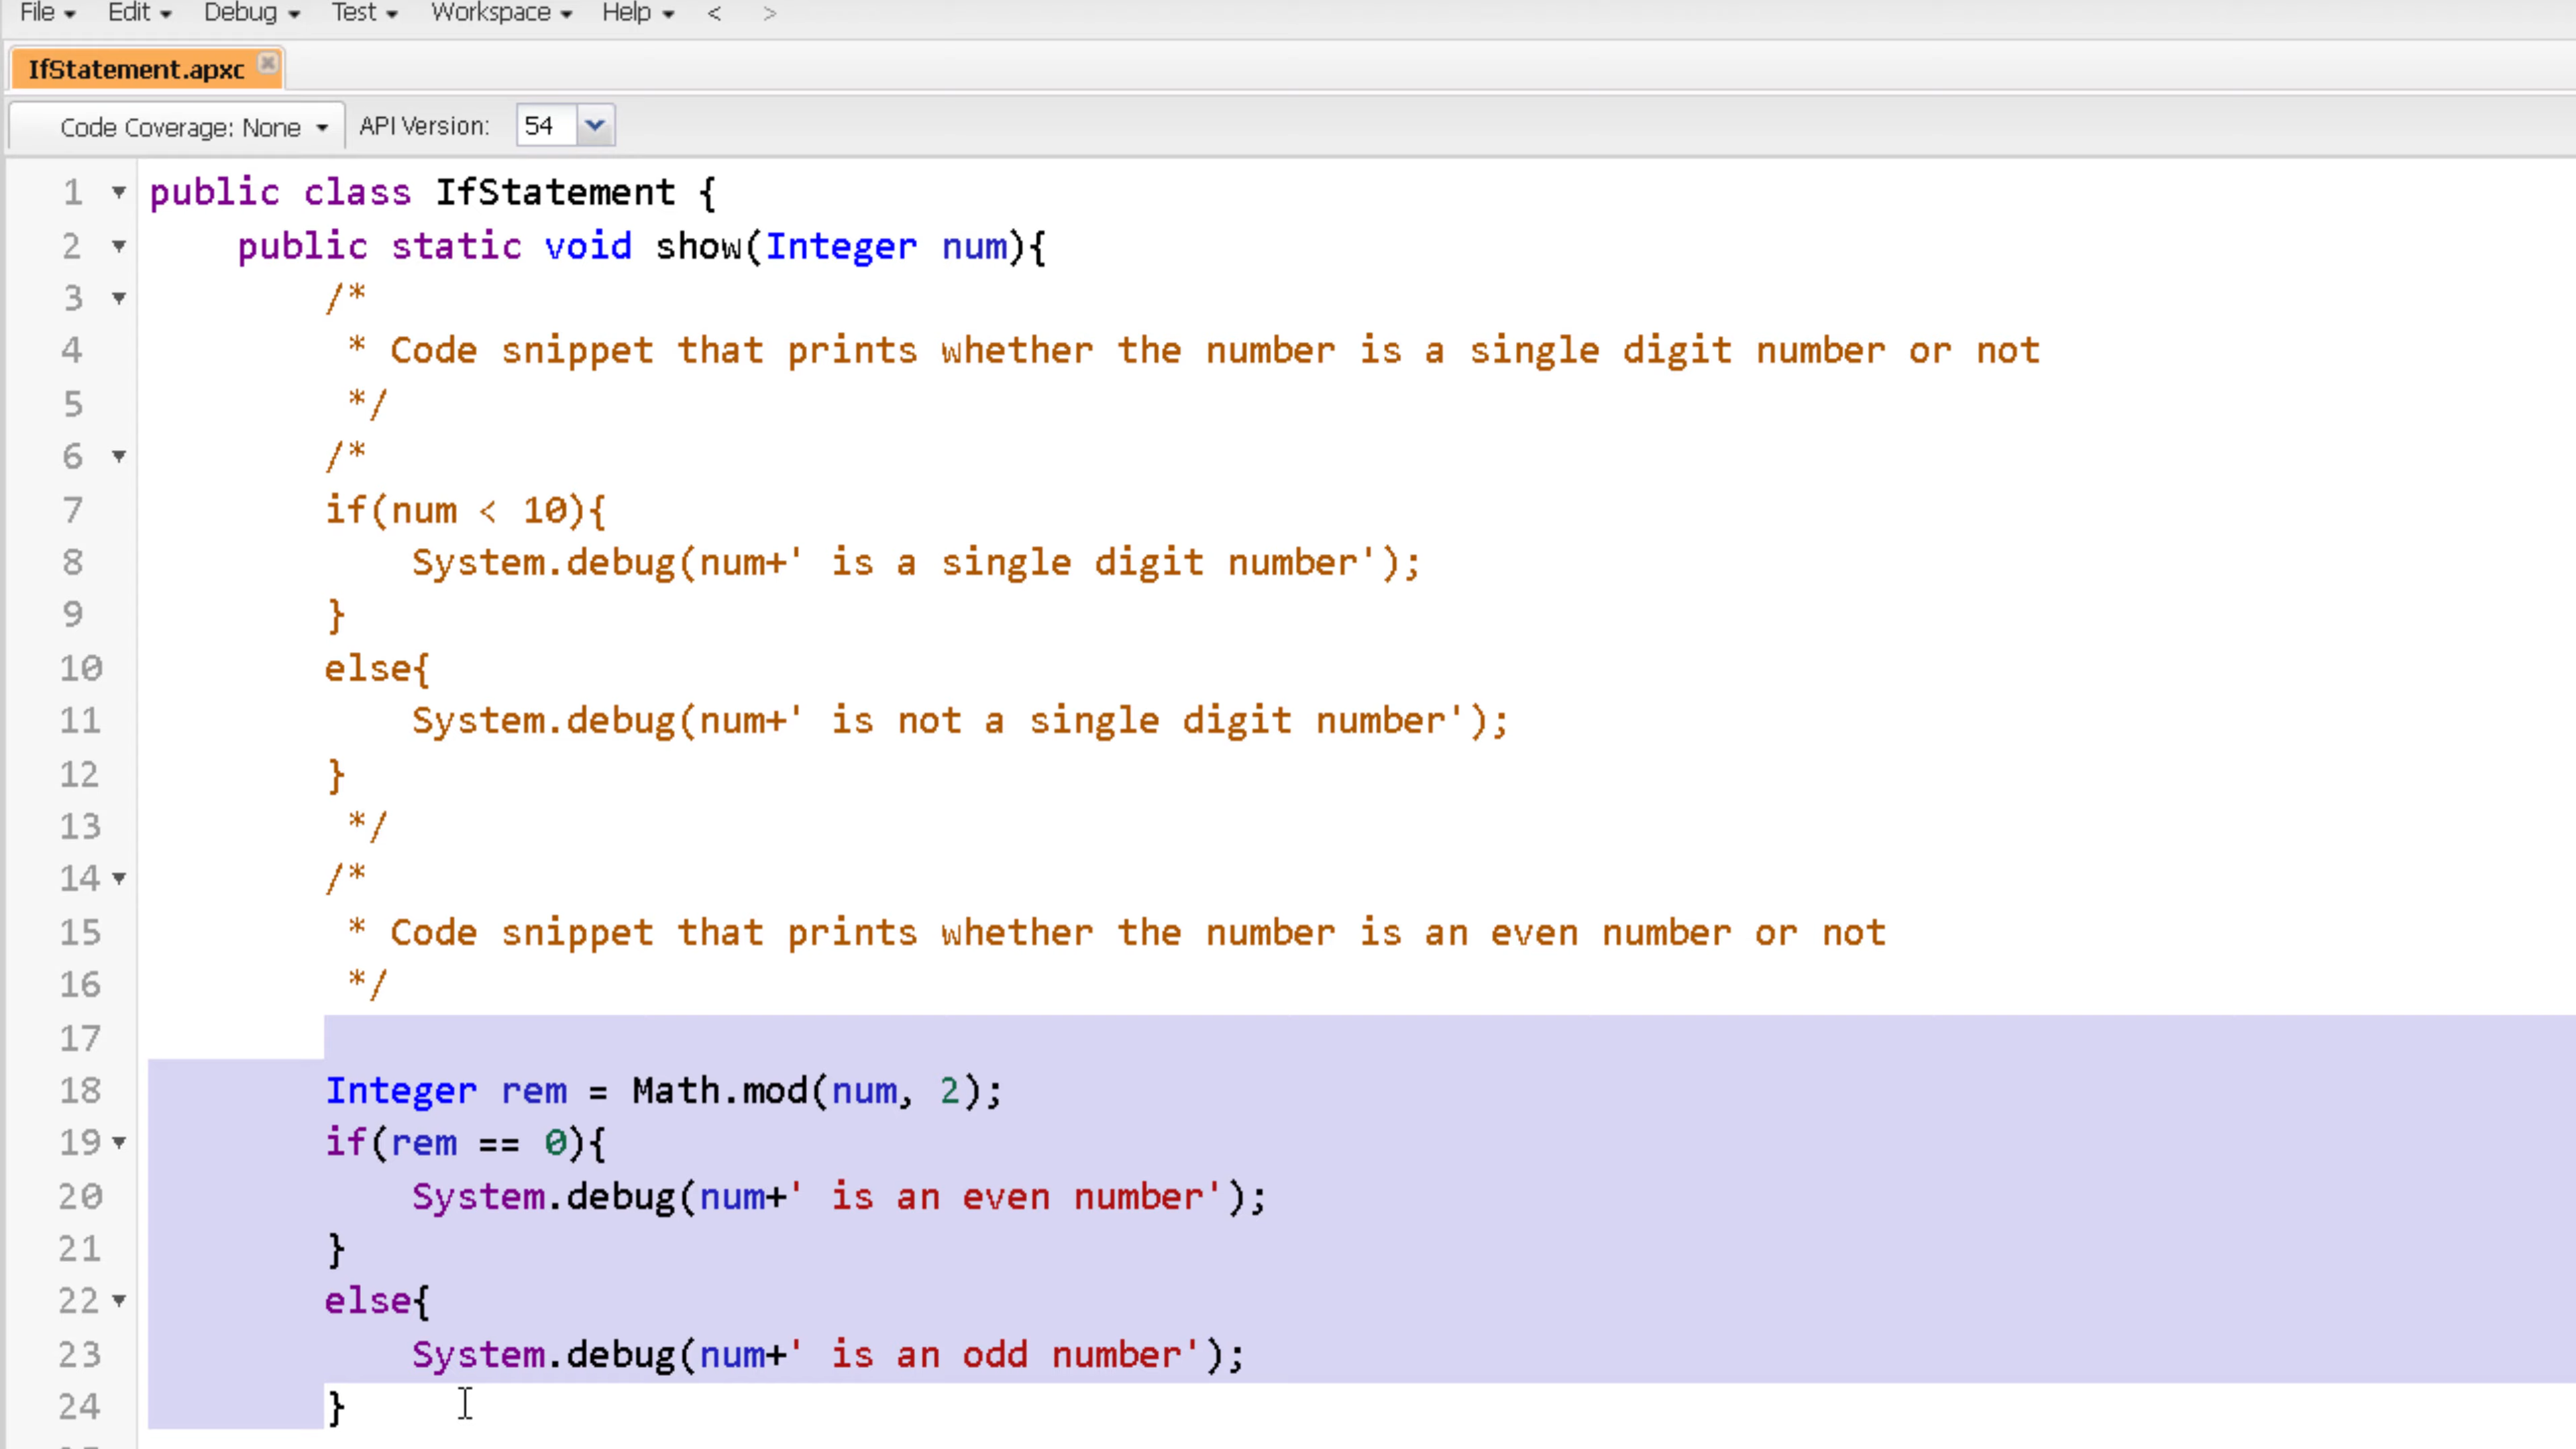 File Edit Debug Test Workspace Help < >
IfStatement.apxc
Code Coverage: None API Version: 54
1 public class IfStatement {
2 public static void show(Integer num){
3 /*
4 * Code snippet that prints whether the number is a single digit number or not
5 */
6 /*
7 if(num < 10){
8 System.debug(num+' is a single digit number');
9 }
10 else{
11 System.debug(num+' is not a single digit number');
12 }
13 */
14 /*
15 * Code snippet that prints whether the number is an even number or not
16 */
17
18 Integer rem = Math.mod(num, 2);
19 if(rem == 0){
20 System.debug(num+' is an even number');
21 }
22 else{
23 System.debug(num+' is an odd number');
24 }